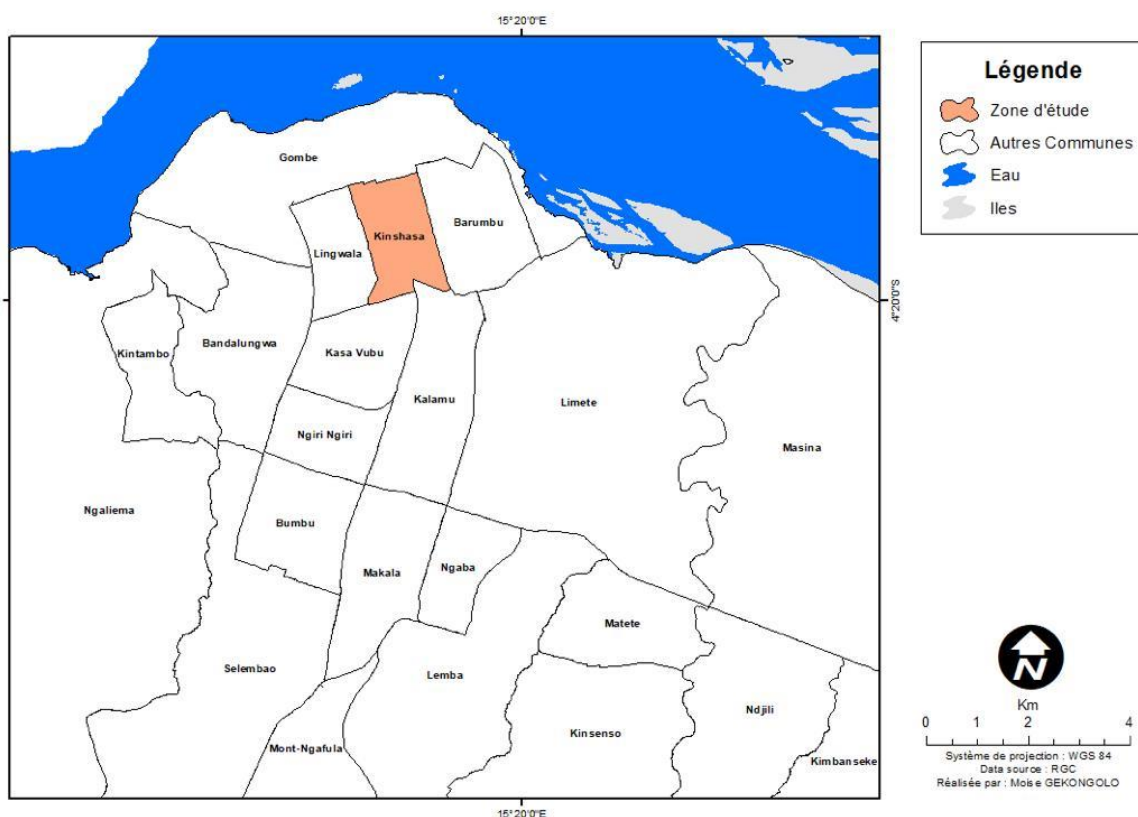 15°20'0"E
Gombe
Kinshasa
Barumbu
Lingwala
4°20'0"S
Kintambo
Bandalungwa
Kasa Vubu
Kalamu
Limete
Ngiri Ngiri
Masina
Ngaliema
Bumbu
Makala
Ngaba
Matete
Selembao
Lemba
Ndjili
Kinsenso
Mont-Ngafula
Kimbanseke
15°20'0"E
Légende
Zone d'étude
Autres Communes
Eau
Iles
N
Km
0 1 2 4
Système de projection : WGS 84
Data source : RGC
Réalisée par : Moise GEKONGOLO